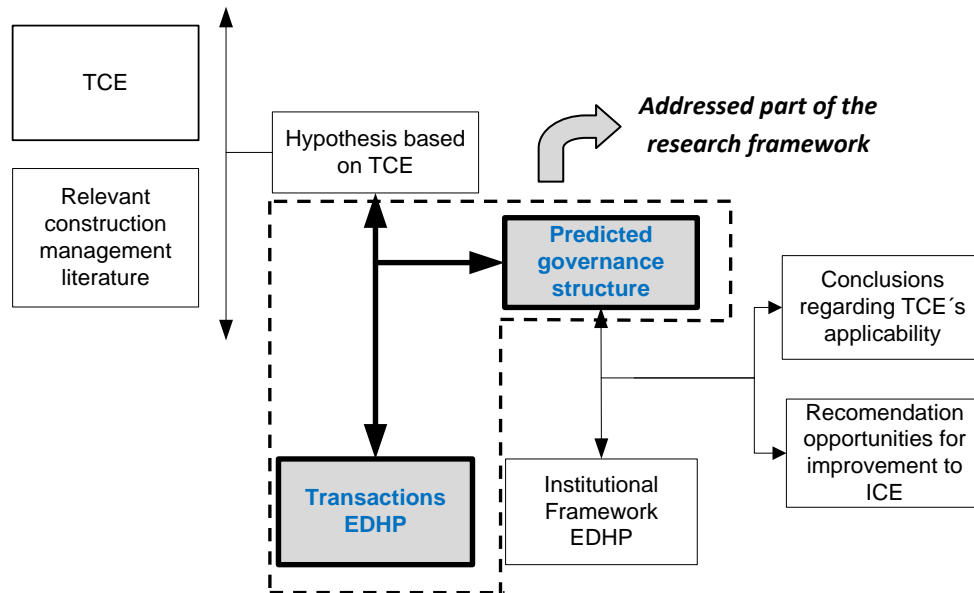 TCE
Relevant
construction
management
literature
Hypothesis based
on TCE
Addressed part of the
research framework
Predicted
governance
structure
Transactions
EDHP
Institutional
Framework
EDHP
Conclusions
regarding TCE´s
applicability
Recomendation
opportunities for
improvement to
ICE